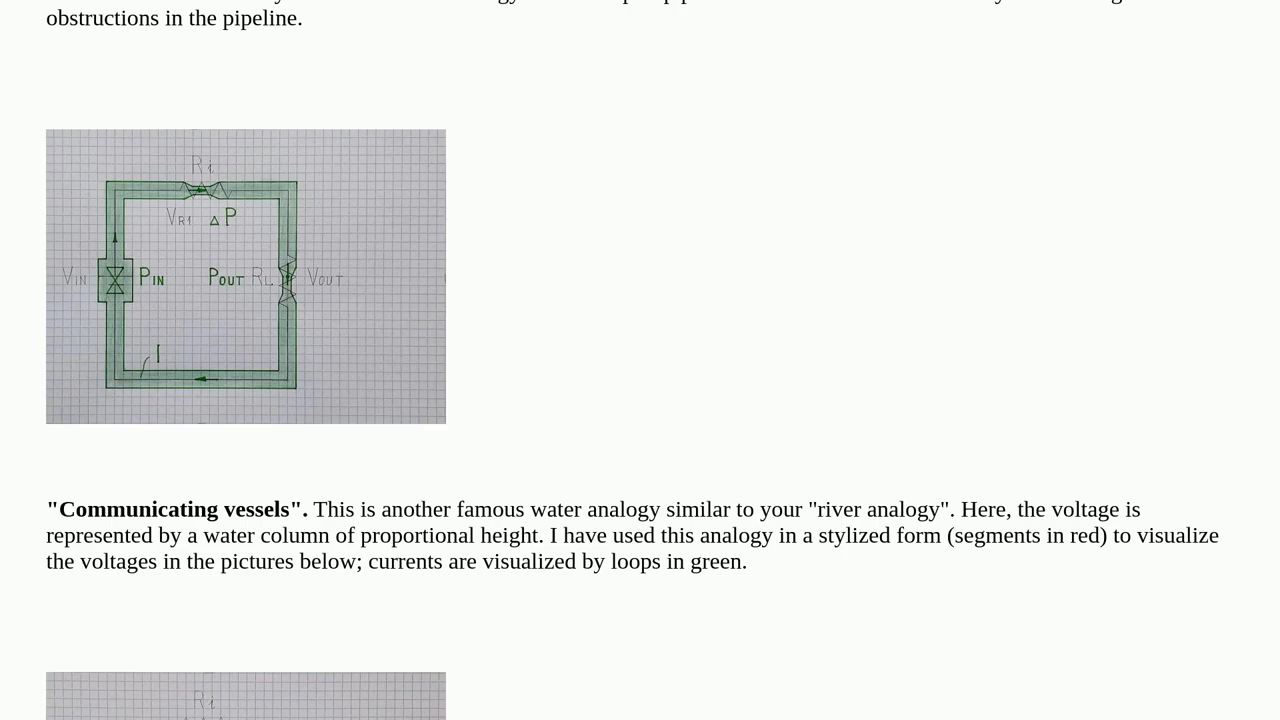 obstructions in the pipeline.
Ri
VR1 ΔP
VIN PIN POUT RL VOUT
I
"Communicating vessels". This is another famous water analogy similar to your "river analogy". Here, the voltage is
represented by a water column of proportional height. I have used this analogy in a stylized form (segments in red) to visualize
the voltages in the pictures below; currents are visualized by loops in green.
Ri